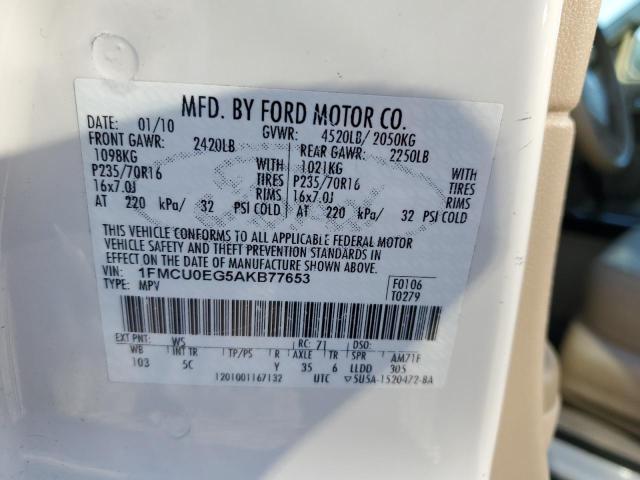 MFD. BY FORD MOTOR CO.
DATE: 01/10 GVWR: 4520LB/ 2050KG
FRONT GAWR: 2420LB REAR GAWR: 2250LB
1098KG WITH 1021KG WITH
P235/70R16 TIRES P235/70R16 TIRES
16x7.0J RIMS 16x7.0J RIMS
AT 220 kPa/ 32 PSI COLD AT 220 kPa/ 32 PSI COLD
THIS VEHICLE CONFORMS TO ALL APPLICABLE FEDERAL MOTOR
VEHICLE SAFETY AND THEFT PREVENTION STANDARDS IN
EFFECT ON THE DATE OF MANUFACTURE SHOWN ABOVE.
VIN: 1FMCU0EG5AKB77653
TYPE: MPV
F0106
T0279
EXT PNT: WS RC: 71 DSO:
WB INT TR TP/PS R AXLE TR SPR AM71F
103 5C Y 35 6 LLDD 305
1201001167132 UTC 5U5A-1520472-BA